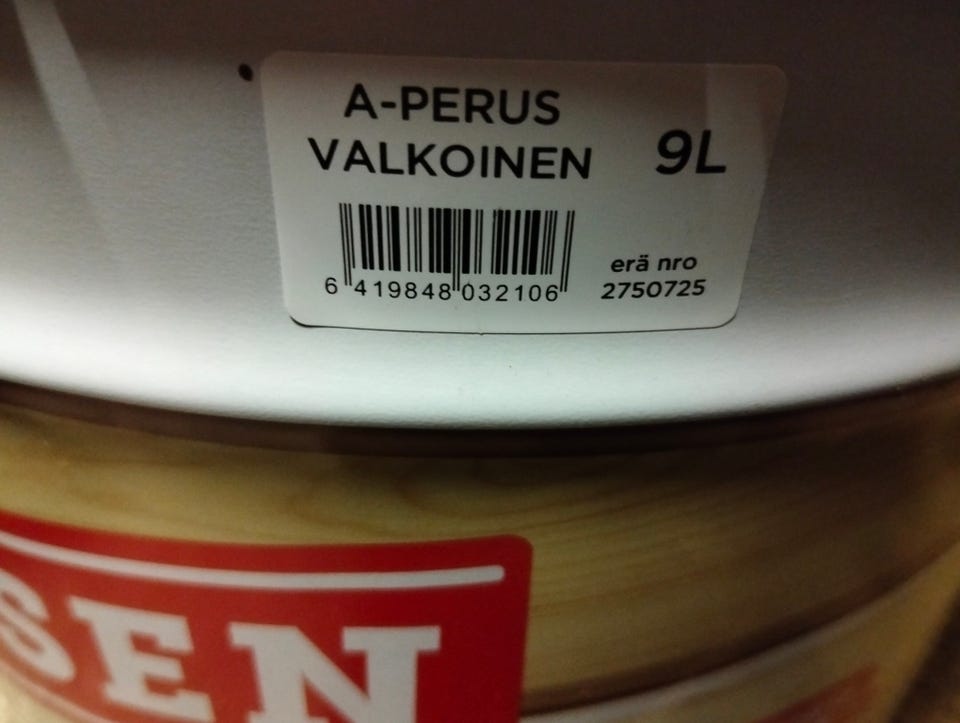 A-PERUS
VALKOINEN
9L
6 419848 032106
erä nro
2750725
SEN